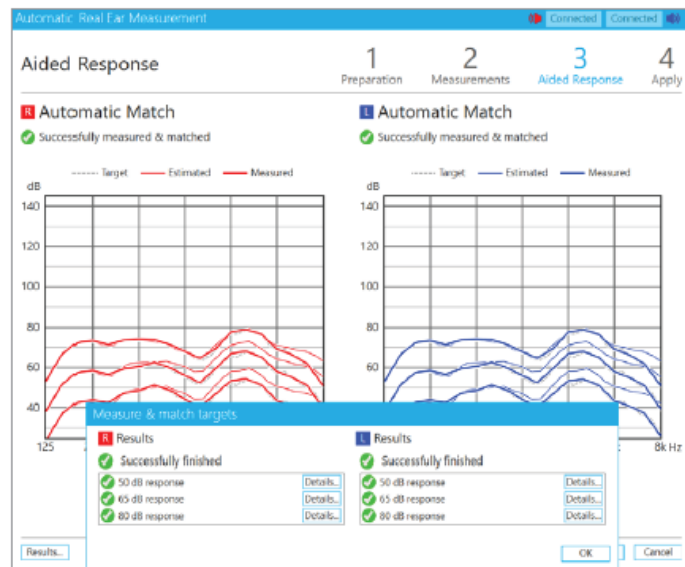 Automatic Real Ear Measurement Connected Connected
Aided Response
1 2 3 4
Preparation Measurements Aided Response Apply
R Automatic Match
Successfully measured & matched
Target Estimated Measured
dB
140
120
100
80
60
40
125
L Automatic Match
Successfully measured & matched
Target Estimated Measured
dB
140
120
100
80
60
40
8k Hz
Measure & match targets
R Results
Successfully finished
50 dB response Details...
65 dB response Details...
80 dB response Details...
L Results
Successfully finished
50 dB response Details...
65 dB response Details...
80 dB response Details...
OK
Results...
Cancel